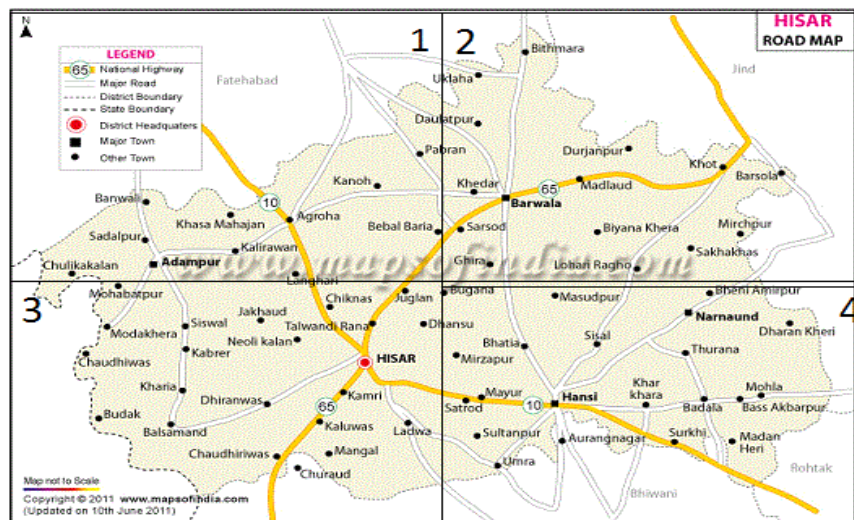 N
1
2
HISAR
ROAD MAP
LEGEND
65 National Highway
Major Road
District Boundary
State Boundary
District Headquaters
Major Town
Other Town
Fatehabad
Jind
Bithmara
Uklaha
Daulatpur
Pabran
Durjanpur
Khot
Barsola
Kanoh
Khedar
65
Madlaud
Barwala
Banwali
10
Khasa Mahajan
Agroha
Bebal Baria
Sarsod
Biyana Khera
Mirchpur
Sadalpur
Kalirawan
Sakhakhas
Adampur
Ghira
Lohari Ragho
www.mapsofindia.com
Chulikakalan
Langhari
3
4
Mohabatpur
Juglan
Bugana
Masudpur
Bheni Amirpur
Chiknas
Modakhera
Siswal
Jakhaud
Talwandi Rana
Dhansu
Narnaund
Dharan Kheri
Neoli kalan
Bhatia
Sisal
Chaudhiwas
Kabrer
HISAR
Mirzapur
Thurana
Kharia
Kamri
Mayur
Khar
khara
Mohla
Dhiranwas
65
Satrod
10
Hansi
Badala
Bass Akbarpur
Budak
Balsamand
Kaluwas
Ladwa
Sultanpur
Aurangnagar
Surkhi
Madan
Heri
Chaudhiriwas
Mangal
Churaud
Umra
Rohtak
Bhiwani
Map not to Scale
Copyright © 2011 www.mapsofindia.com
(Updated on 10th June 2011)